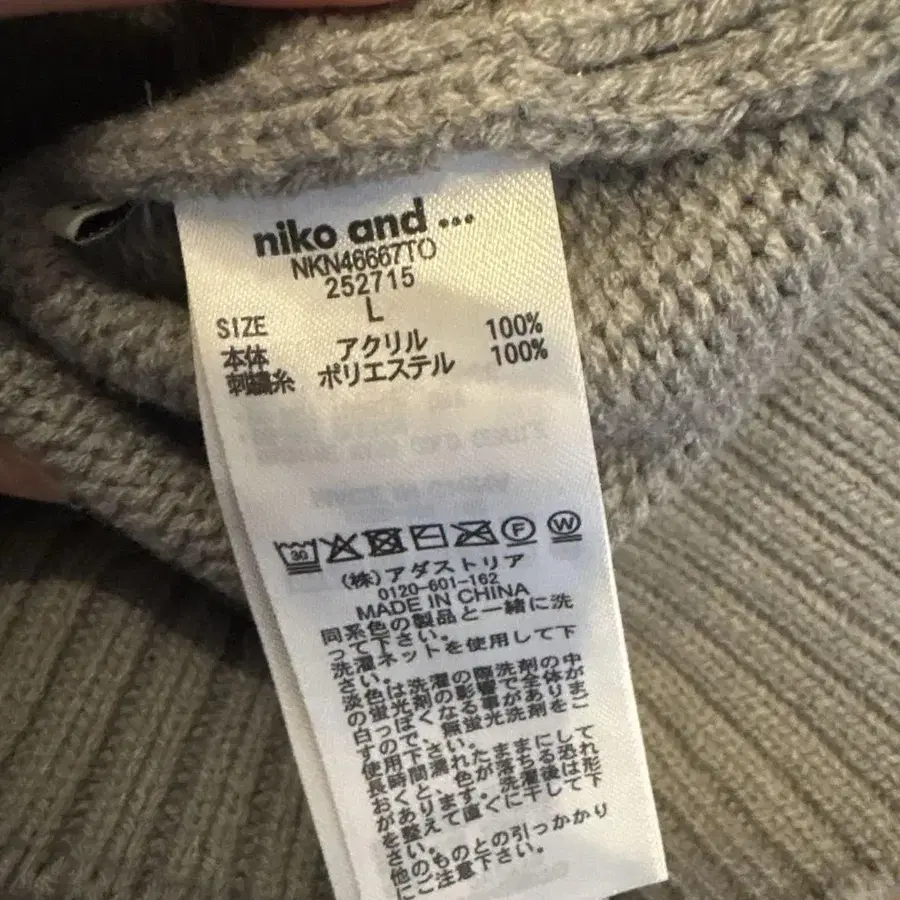 niko and ...
NKN46667TO
252715
SIZE L
本体 アクリル 100%
刺繍糸 ポリエステル 100%
30
F W
(株)アダストリア
0120-601-162
MADE IN CHINA
同系色の製品と一緒に洗
って下さい。
洗濯ネットを使用して下
さい。
淡色は洗濯の際洗剤の中
の蛍光剤の影響で全体が
白っぽくなる事がありま
すので、無蛍光洗剤をご
使用下さい。
長時間濡れたままにして
おくと、色が落ちる恐れ
があります。洗濯後は形
を整えて直ぐに干して下
さい。
他のものとの引っかかり
にご注意下さい。